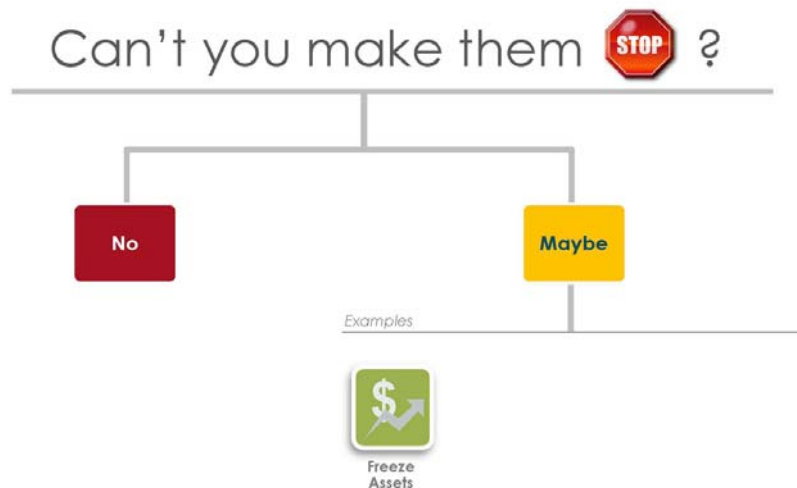 Can't you make them STOP ?
No
Maybe
Examples
$
Freeze
Assets